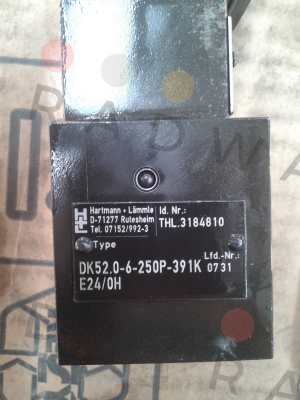 Hartmann + Lämmle
D-71277 Rutesheim
Tel. 07152/992-3
Id. Nr.:
THL.3184810
Type
Lfd.-Nr.:
DK52.0-6-250P-391K 0731
E24/0H